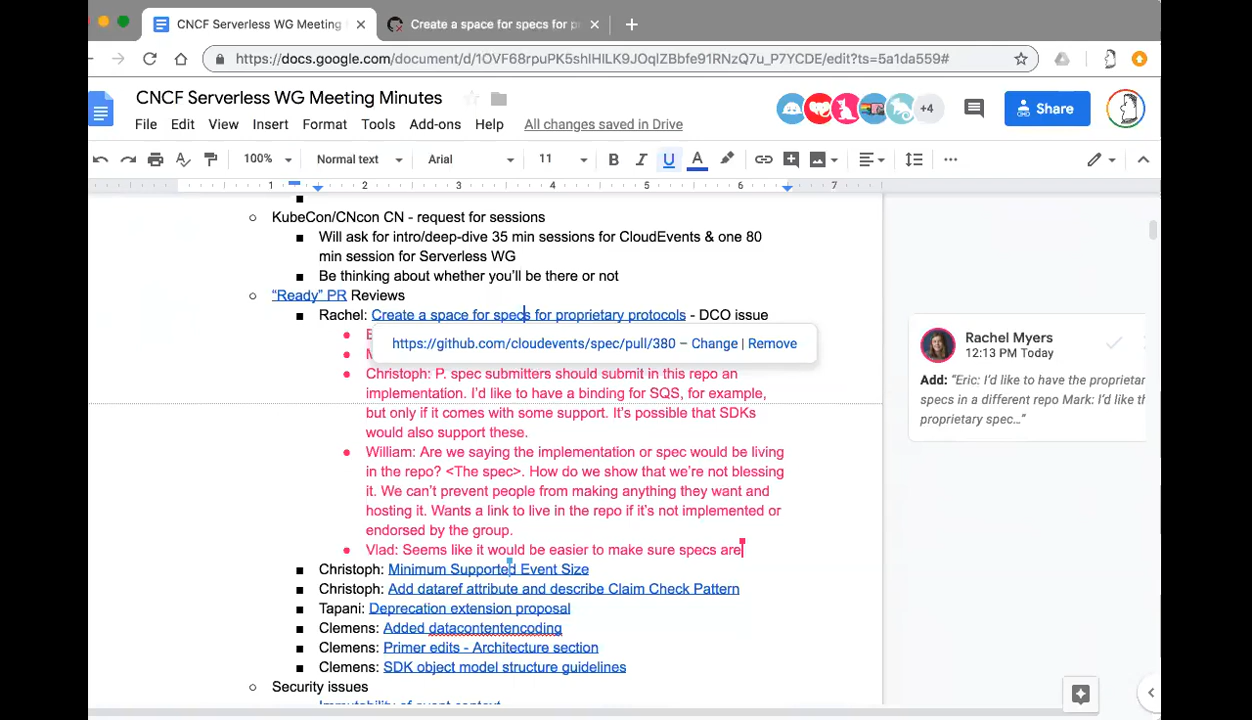 CNCF Serverless WG Meeting M
Create a space for specs for p
https://docs.google.com/document/d/1OVF68rpuPK5shlHlLK9JOqIZBbfe91RNzQ7u_P7YCDE/edit?ts=5a1da559#
CNCF Serverless WG Meeting Minutes
+4
Share
File Edit View Insert Format Tools Add-ons Help All changes saved in Drive
100% Normal text Arial 11 B I U A
1 2 3 4 5 6 7
KubeCon/CNcon CN - request for sessions
Will ask for intro/deep-dive 35 min sessions for CloudEvents & one 80
min session for Serverless WG
Be thinking about whether you'll be there or not
"Ready" PR Reviews
Rachel: Create a space for specs for proprietary protocols - DCO issue
https://github.com/cloudevents/spec/pull/380 – Change | Remove
Christoph: P. spec submitters should submit in this repo an
implementation. I'd like to have a binding for SQS, for example,
but only if it comes with some support. It's possible that SDKs
would also support these.
William: Are we saying the implementation or spec would be living
in the repo? <The spec>. How do we show that we're not blessing
it. We can't prevent people from making anything they want and
hosting it. Wants a link to live in the repo if it's not implemented or
endorsed by the group.
Vlad: Seems like it would be easier to make sure specs are
Christoph: Minimum Supported Event Size
Christoph: Add dataref attribute and describe Claim Check Pattern
Tapani: Deprecation extension proposal
Clemens: Added datacontentencoding
Clemens: Primer edits - Architecture section
Clemens: SDK object model structure guidelines
Security issues
Immutability of event context
Rachel Myers
12:13 PM Today
Add: "Eric: I'd like to have the proprietar
specs in a different repo Mark: I'd like th
proprietary spec..."